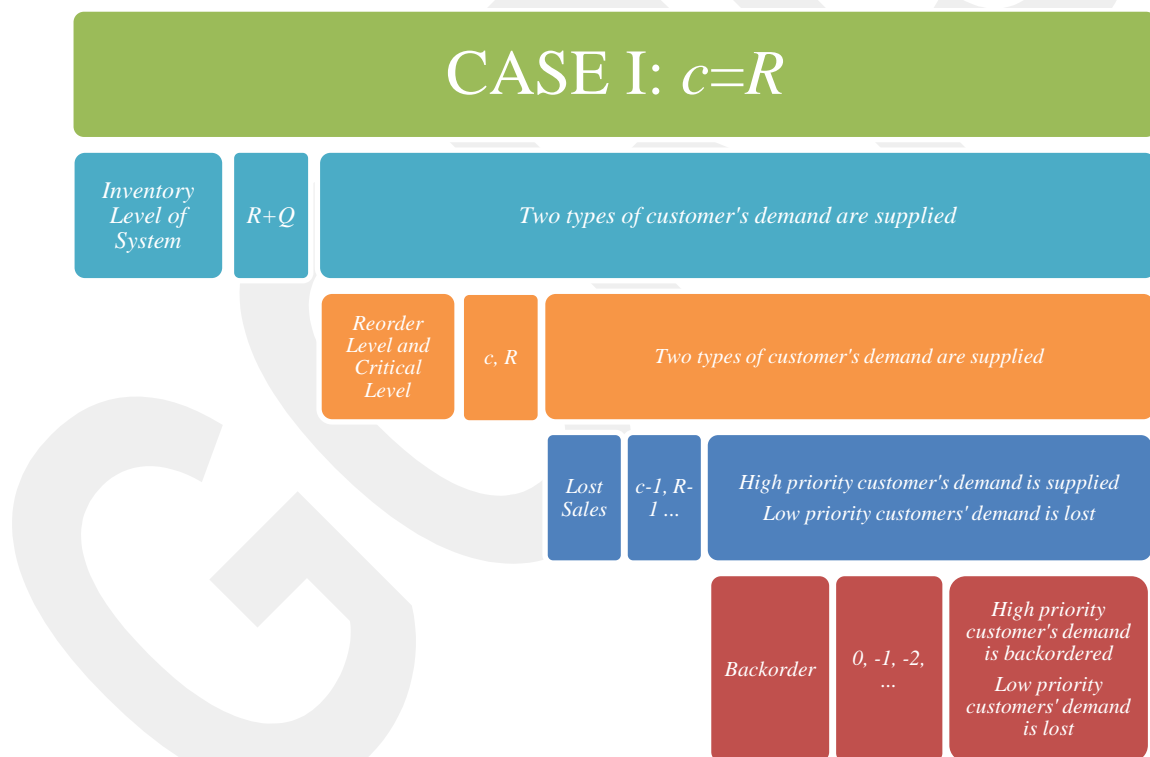 CASE I: c=R
Inventory
Level of
System
R+Q
Two types of customer's demand are supplied
Reorder
Level and
Critical
Level
c, R
Two types of customer's demand are supplied
Lost
Sales
c-1, R-
1 ...
High priority customer's demand is supplied
Low priority customers' demand is lost
Backorder
0, -1, -2,
...
High priority
customer's demand
is backordered
Low priority
customers' demand
is lost